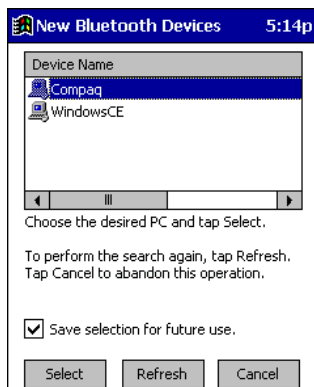 New Bluetooth Devices 5:14p
Device Name
Compaq
WindowsCE
Choose the desired PC and tap Select.
To perform the search again, tap Refresh.
Tap Cancel to abandon this operation.
Save selection for future use.
Select Refresh Cancel